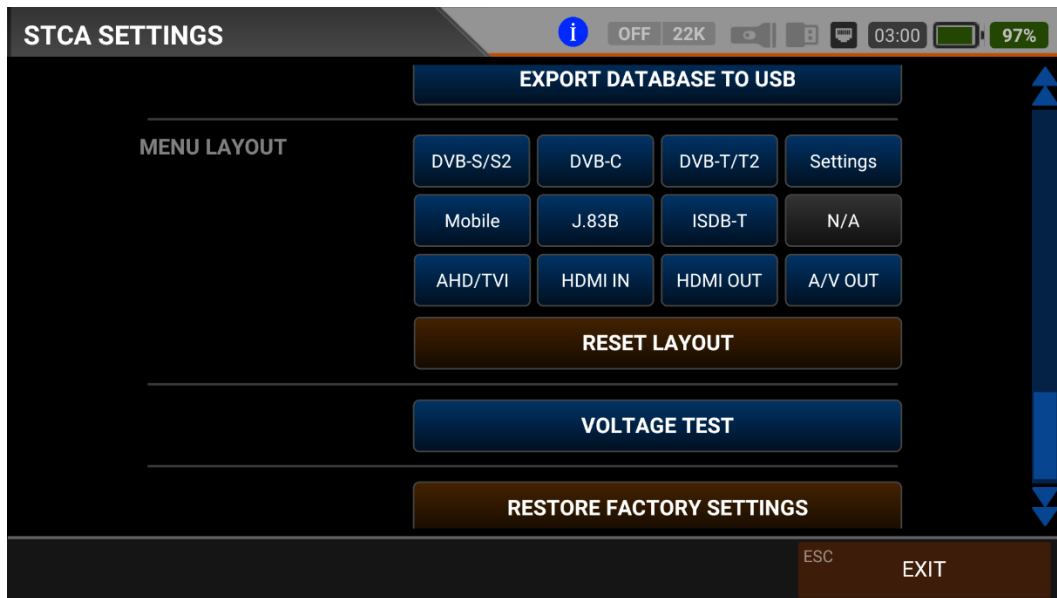 STCA SETTINGS
i OFF 22K 03:00 97%
EXPORT DATABASE TO USB
MENU LAYOUT
DVB-S/S2 DVB-C DVB-T/T2 Settings
Mobile J.83B ISDB-T N/A
AHD/TVI HDMI IN HDMI OUT A/V OUT
RESET LAYOUT
VOLTAGE TEST
RESTORE FACTORY SETTINGS
ESC EXIT